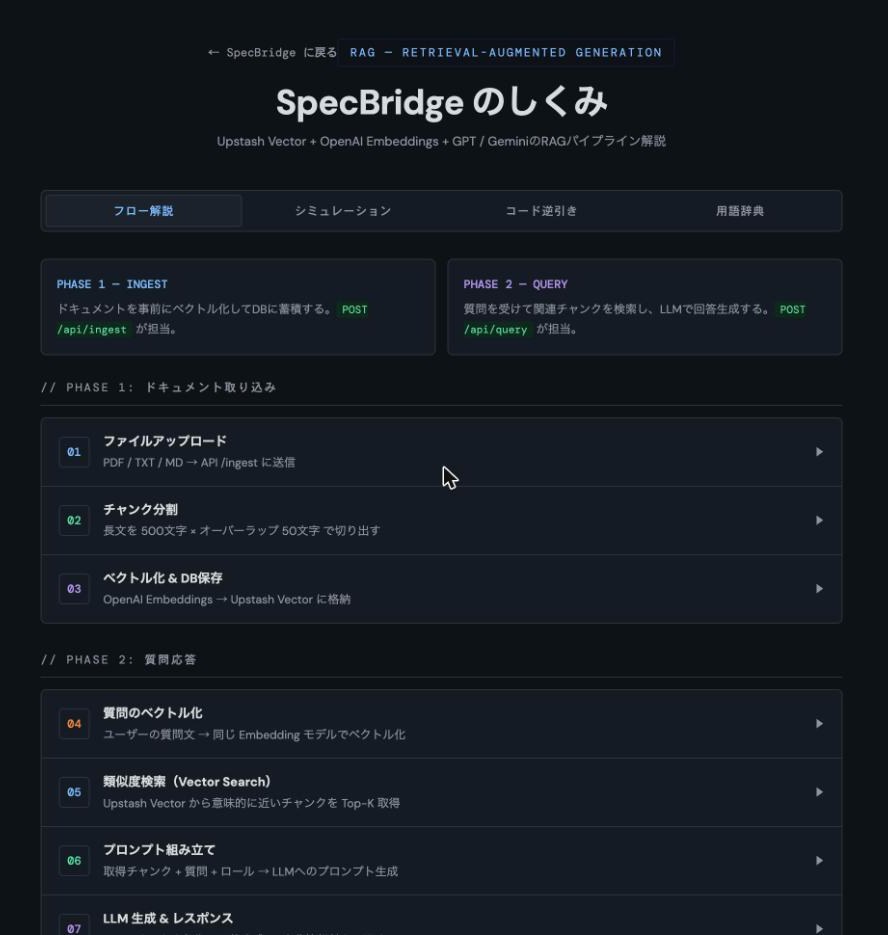 ← SpecBridge に戻る
RAG — RETRIEVAL-AUGMENTED GENERATION
SpecBridge のしくみ
Upstash Vector + OpenAI Embeddings + GPT / GeminiのRAGパイプライン解説
フロー解説
シミュレーション
コード逆引き
用語辞典
PHASE 1 — INGEST
ドキュメントを事前にベクトル化してDBに蓄積する。 POST
/api/ingest が担当。
PHASE 2 — QUERY
質問を受けて関連チャンクを検索し、LLMで回答生成する。 POST
/api/query が担当。
// PHASE 1: ドキュメント取り込み
01
ファイルアップロード
PDF / TXT / MD → API /ingest に送信
02
チャンク分割
長文を 500文字 × オーバーラップ 50文字 で切り出す
03
ベクトル化 & DB保存
OpenAI Embeddings → Upstash Vector に格納
// PHASE 2: 質問応答
04
質問のベクトル化
ユーザーの質問文 → 同じ Embedding モデルでベクトル化
05
類似度検索（Vector Search）
Upstash Vector から意味的に近いチャンクを Top-K 取得
06
プロンプト組み立て
取得チャンク + 質問 + ロール → LLMへのプロンプト生成
07
LLM 生成 & レスポンス